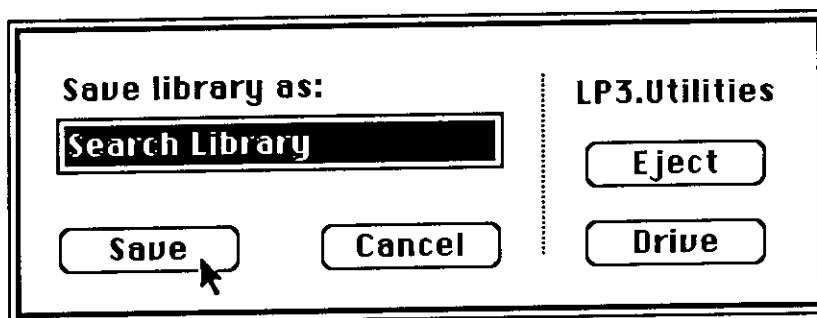 Save library as:
Search Library
Save
Cancel
LP3.Utilities
Eject
Drive